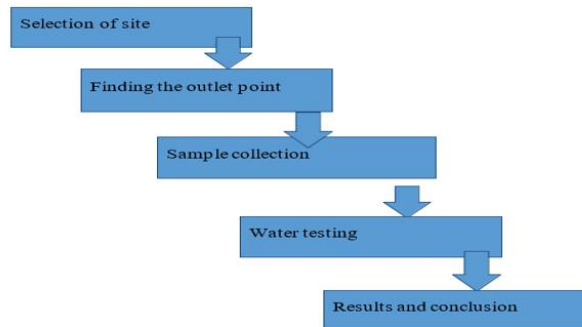 Selection of site
Finding the outlet point
Sample collection
Water testing
Results and conclusion